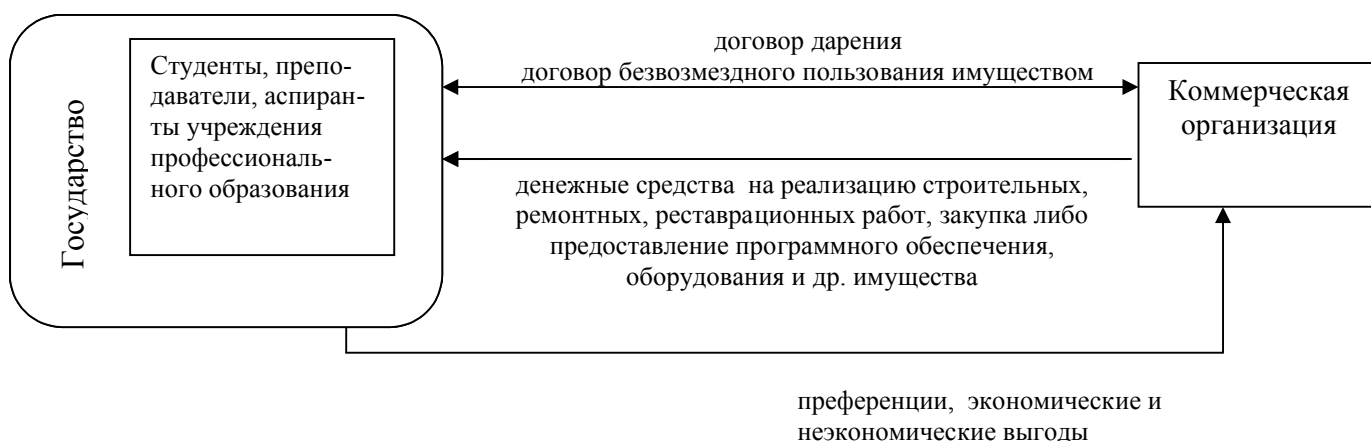 Государство
Студенты, препо-
даватели, аспиран-
ты учреждения
профессиональ-
ного образования
договор дарения
договор безвозмездного пользования имуществом
Коммерческая
организация
денежные средства на реализацию строительных,
ремонтных, реставрационных работ, закупка либо
предоставление программного обеспечения,
оборудования и др. имущества
преференции, экономические и
неэкономические выгоды